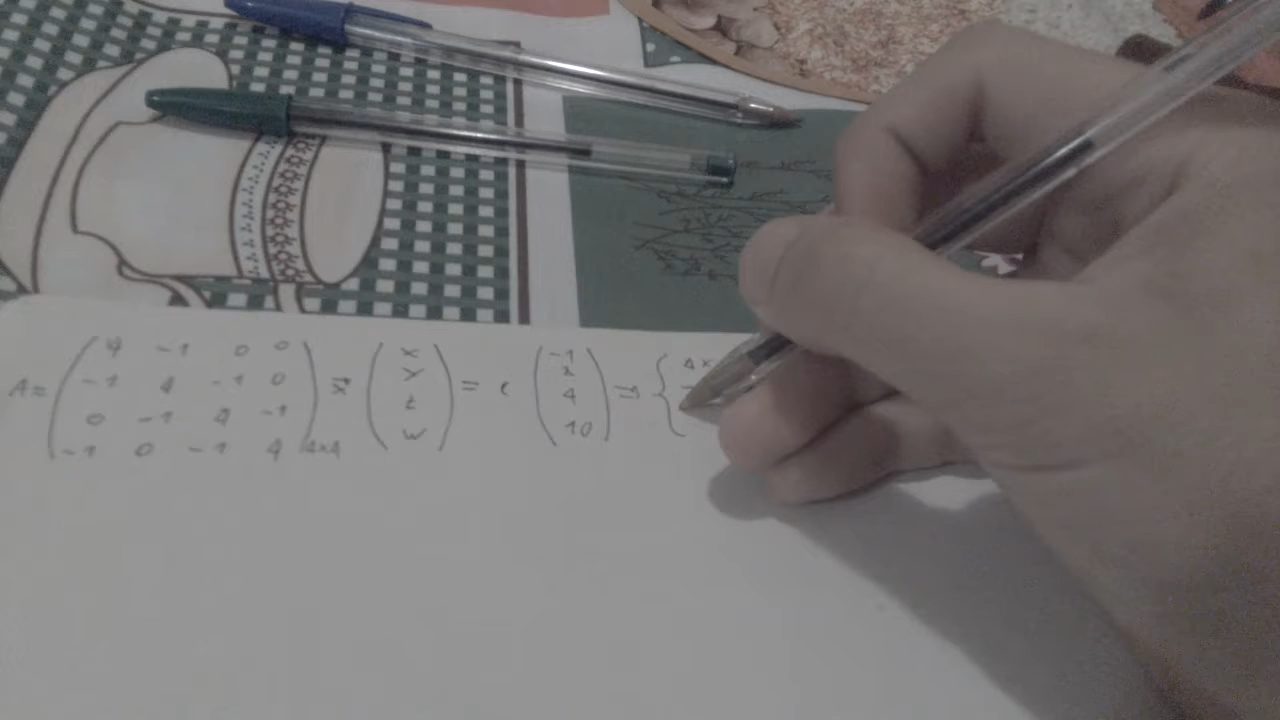 4 -1 0 0 x -1 4x
A= -1 4 -1 0 x̄ y = c 2 ⇒
0 -1 4 -1 z 4
-1 0 -1 4 4x4 w 10